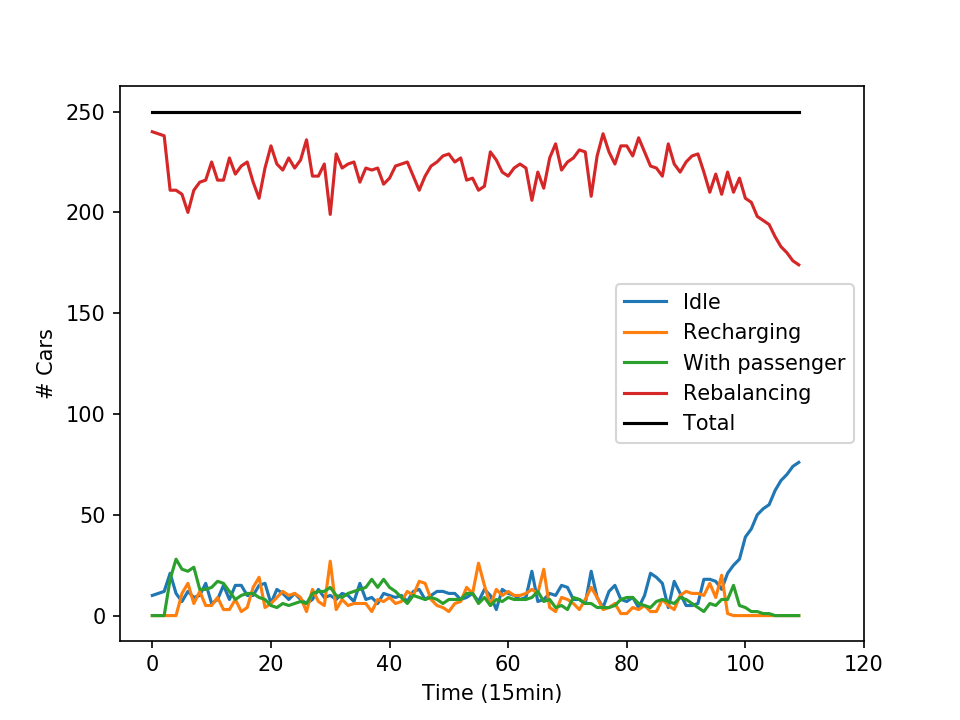 250
200
150
100
50
0
# Cars
Idle
Recharging
With passenger
Rebalancing
Total
0 20 40 60 80 100 120
Time (15min)